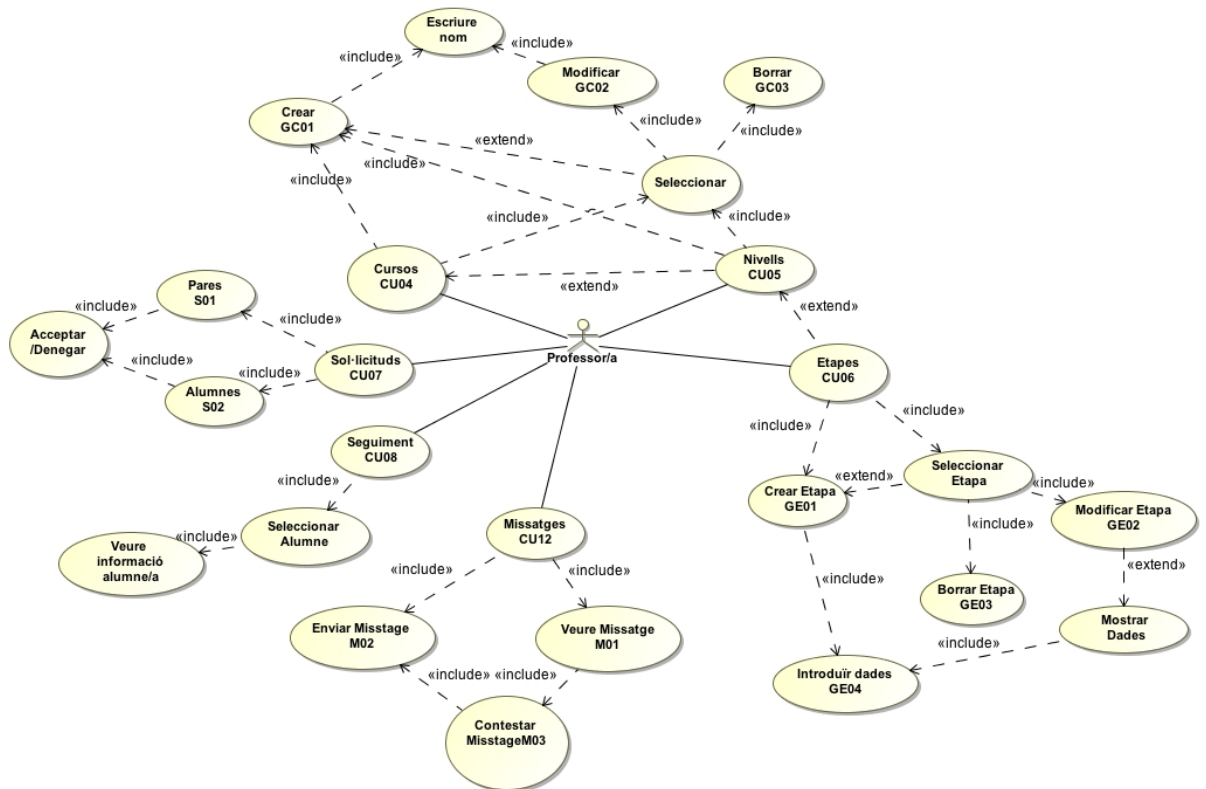 Escriure
nom
«include»
«include»
Modificar
GC02
Borrar
GC03
Crear
GC01
«include»
«include»
«extend»
«include»
«include»
Seleccionar
«include»
«include»
Cursos
CU04
Nivells
CU05
«extend»
Pares
S01
«include»
«include»
«extend»
Acceptar
/Denegar
Professor/a
«include»
«include»
Sol·licituds
CU07
Etapes
CU06
Alumnes
S02
«include»
«include»
Seguiment
CU08
«include»
Seleccionar
Etapa
«extend»
«include»
Crear Etapa
GE01
Modificar Etapa
GE02
Seleccionar
Alumne
Missatges
CU12
«include»
«include»
Veure
informació
alumne/a
«include»
«include»
«extend»
«include»
Borrar Etapa
GE03
Enviar Misstage
M02
Veure Missatge
M01
Mostrar
Dades
«include»
«include» «include»
Introduïr dades
GE04
Contestar
MisstageM03